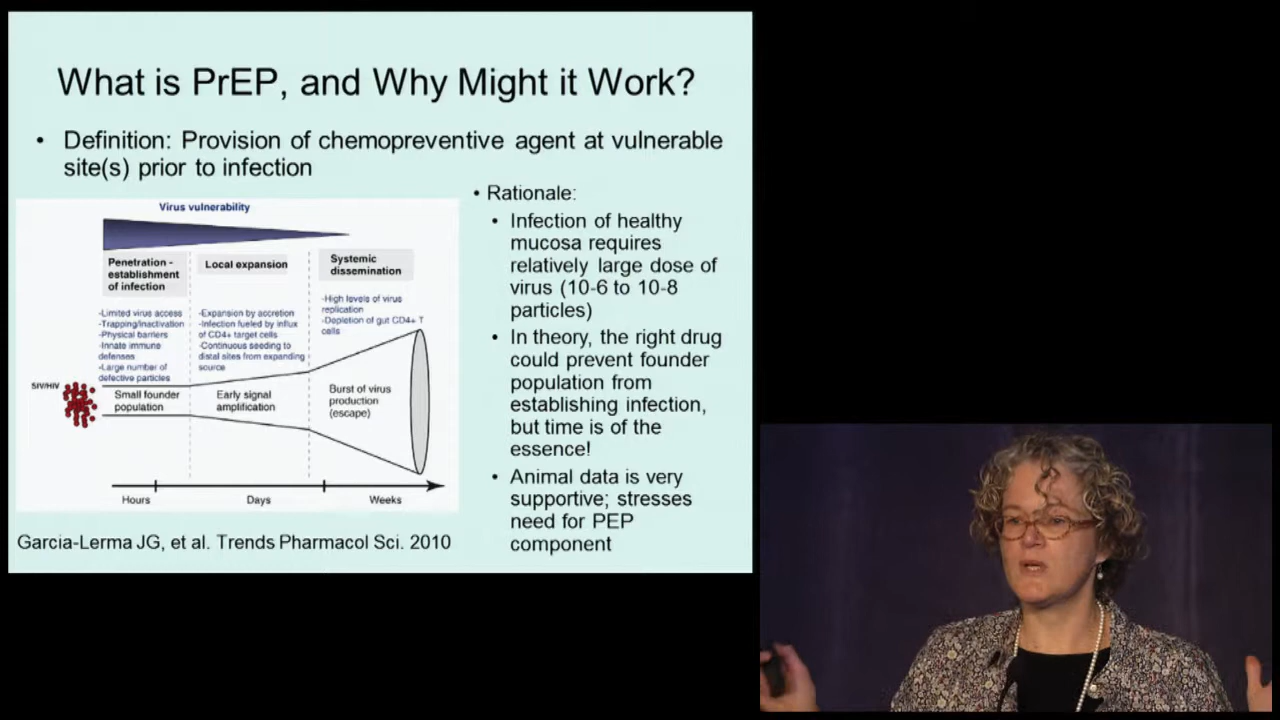 What is PrEP, and Why Might it Work?
• Definition: Provision of chemopreventive agent at vulnerable
site(s) prior to infection
Virus vulnerability
Penetration -
establishment
of infection
-Limited virus access
-Trapping/inactivation
-Physical barriers
-Innate immune
defenses
-Large number of
defective particles
Local expansion
-Expansion by accretion
-Infection fueled by influx
of CD4+ target cells
-Continuous seeding to
distal sites from expanding
source
Systemic
dissemination
-High levels of virus
replication
-Depletion of gut CD4+ T
cells
SIV/HIV
Small founder
population
Early signal
amplification
Burst of virus
production
(escape)
Hours
Days
Weeks
Garcia-Lerma JG, et al. Trends Pharmacol Sci. 2010
• Rationale:
• Infection of healthy
mucosa requires
relatively large dose of
virus (10-6 to 10-8
particles)
• In theory, the right drug
could prevent founder
population from
establishing infection,
but time is of the
essence!
• Animal data is very
supportive; stresses
need for PEP
component